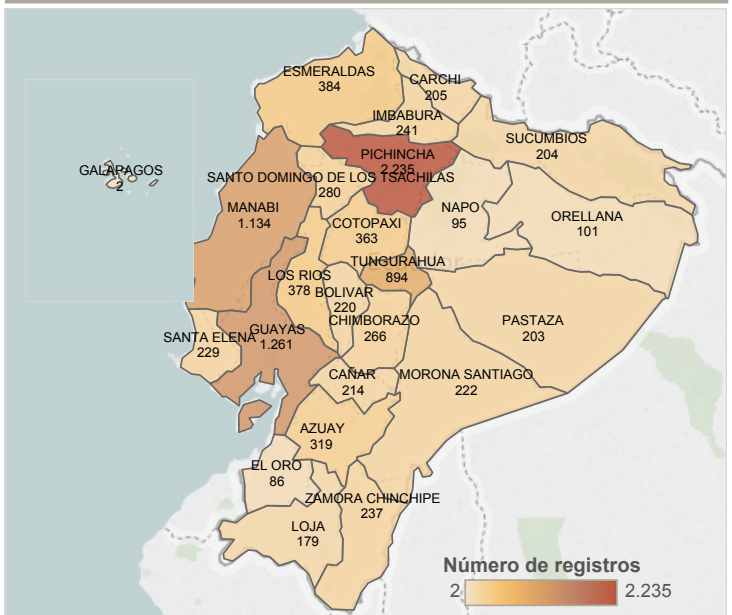 ESMERALDAS
384
CARCHI
205
IMBABURA
241
SUCUMBIOS
204
PICHINCHA
2.235
GALAPAGOS
2
SANTO DOMINGO DE LOS TSACHILAS
280
MANABI
1.134
NAPO
95
ORELLANA
101
COTOPAXI
363
TUNGURAHUA
894
LOS RIOS
378
BOLIVAR
220
CHIMBORAZO
266
PASTAZA
203
SANTA ELENA
229
GUAYAS
1.261
CAÑAR
214
MORONA SANTIAGO
222
AZUAY
319
EL ORO
86
ZAMORA CHINCHIPE
237
LOJA
179
Número de registros
2 2.235